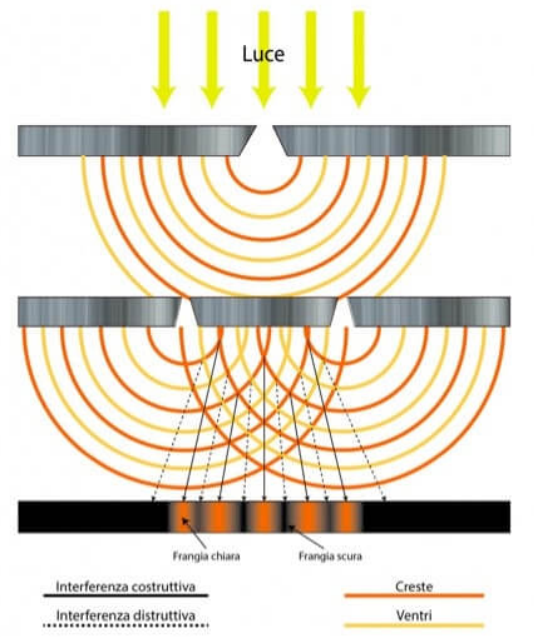 Luce
Frangia chiara
Frangia scura
Interferenza costruttiva
Creste
Interferenza distruttiva
Ventri